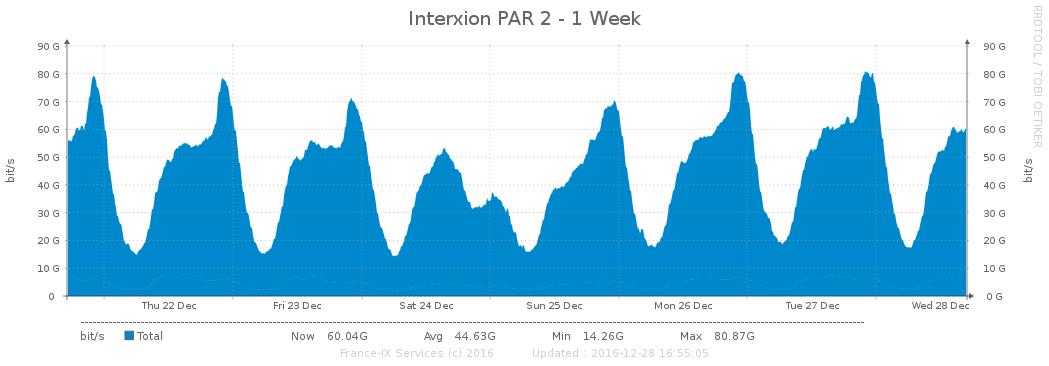 Interxion PAR 2 - 1 Week
RRDTOOL / TOBI OETIKER
bit/s
90 G 90 G
80 G 80 G
70 G 70 G
60 G 60 G
50 G 50 G
40 G 40 G
30 G 30 G
20 G 20 G
10 G 10 G
0 0 G
bit/s
Thu 22 Dec Fri 23 Dec Sat 24 Dec Sun 25 Dec Mon 26 Dec Tue 27 Dec Wed 28 Dec
bit/s Total Now 60.04G Avg 44.63G Min 14.26G Max 80.87G
France-IX Services (c) 2016 Updated : 2016-12-28 16:55:05